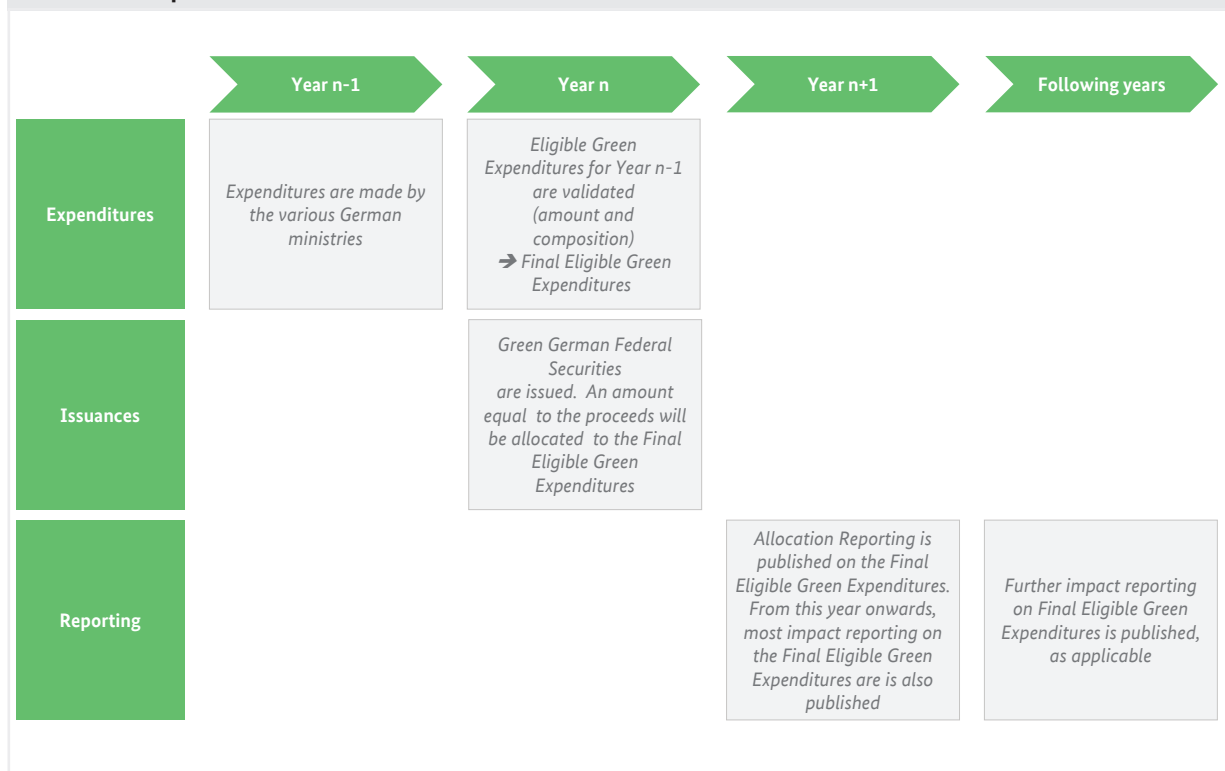 Year n-1
Year n
Year n+1
Following years
Expenditures
Expenditures are made by
the various German
ministries
Eligible Green
Expenditures for Year n-1
are validated
(amount and
composition)
➔ Final Eligible Green
Expenditures
Issuances
Green German Federal
Securities
are issued. An amount
equal to the proceeds will
be allocated to the Final
Eligible Green
Expenditures
Reporting
Allocation Reporting is
published on the Final
Eligible Green Expenditures.
From this year onwards,
most impact reporting on
the Final Eligible Green
Expenditures are is also
published
Further impact reporting
on Final Eligible Green
Expenditures is published,
as applicable